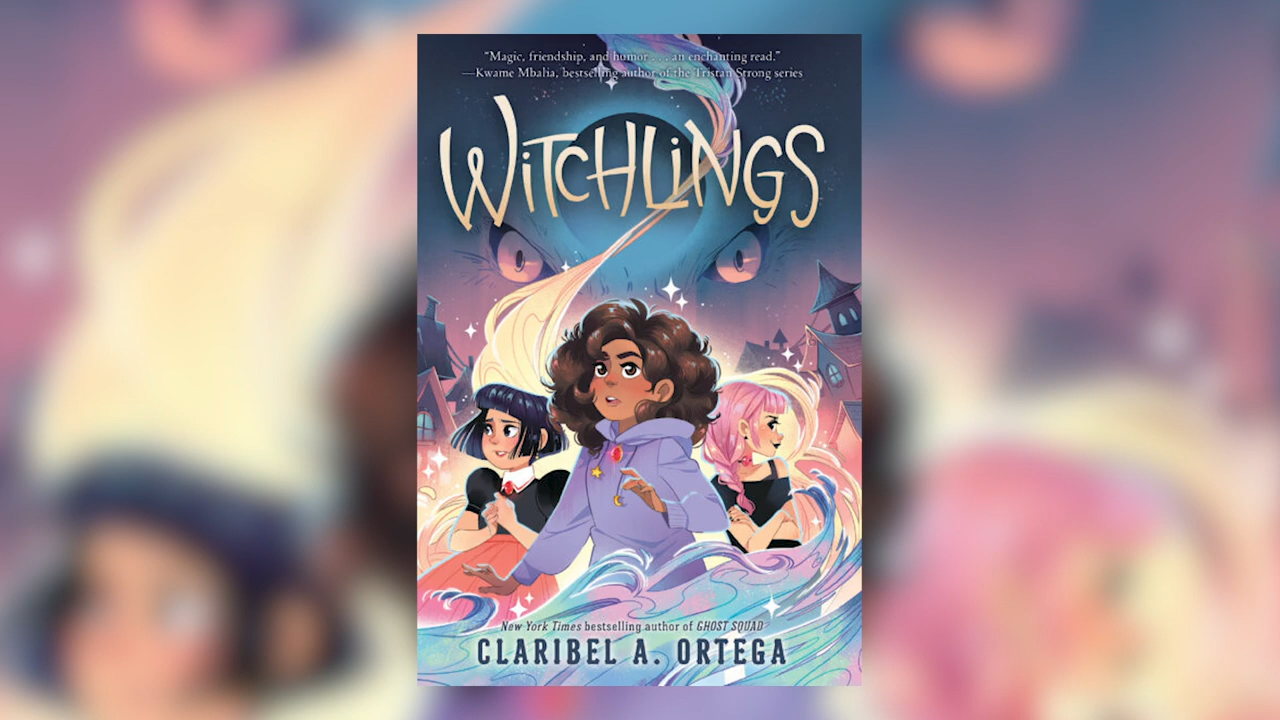 "Magic, friendship, and humor . . . an enchanting read."
—Kwame Mbalia, bestselling author of the Tristan Strong series
WiTCHLiNGS
New York Times bestselling author of GHOST SQUAD
CLARIBEL A. ORTEGA